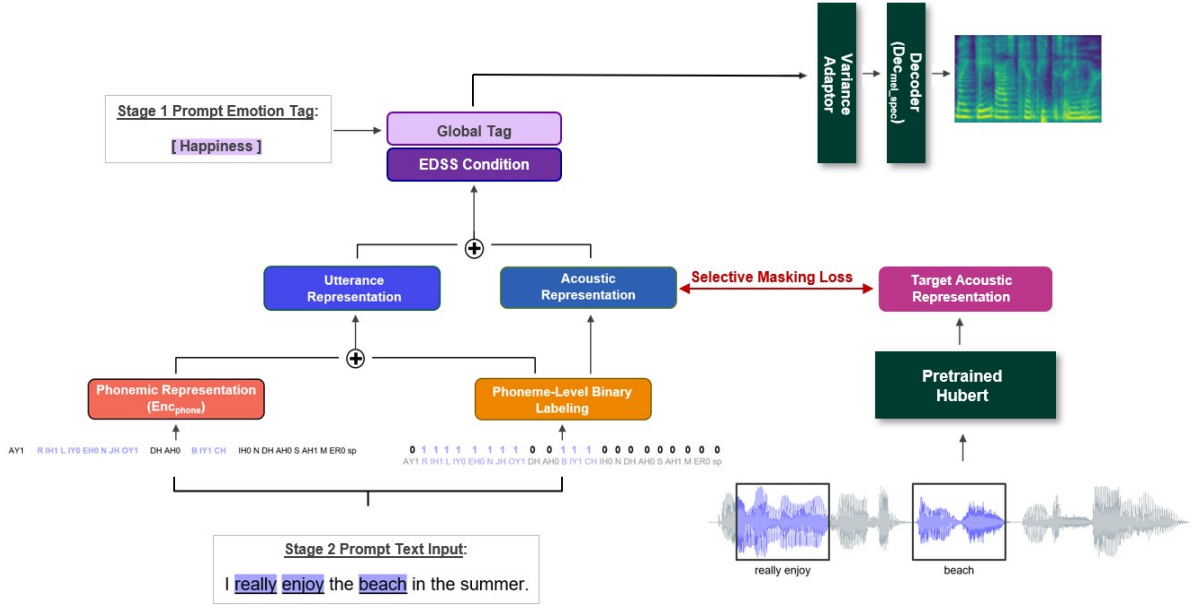 Stage 1 Prompt Emotion Tag:
[ Happiness ]
Global Tag
EDSS Condition
Variance
Adaptor
Decoder
(Dec_mel_spec)
Utterance
Representation
Acoustic
Representation
Selective Masking Loss
Target Acoustic
Representation
Phonemic Representation
(Enc_phone)
Phoneme-Level Binary
Labeling
Pretrained
Hubert
AY1 R IH1 L IY0 EH0 N JH OY1 DH AH0 B IY1 CH IH0 N DH AH0 S AH1 M ER0 sp
0 1 1 1 1 1 1 1 1 0 0 1 1 1 0 0 0 0 0 0 0 0 0
AY1 R IH1 L IY0 EH0 N JH OY1 DH AH0 B IY1 CH IH0 N DH AH0 S AH1 M ER0 sp
Stage 2 Prompt Text Input:
I really enjoy the beach in the summer.
really enjoy
beach